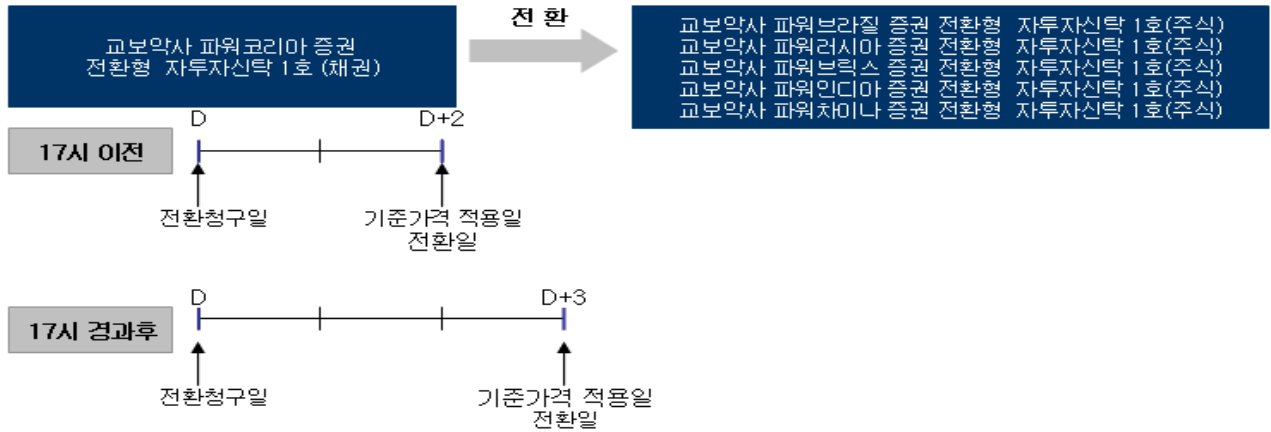 교보악사 파워코리아 증권
전환형 자투자신탁 1호 (채권)
전 환
교보악사 파워브라질 증권 전환형 자투자신탁 1호(주식)
교보악사 파워러시아 증권 전환형 자투자신탁 1호(주식)
교보악사 파워브릭스 증권 전환형 자투자신탁 1호(주식)
교보악사 파워인디아 증권 전환형 자투자신탁 1호(주식)
교보악사 파워차이나 증권 전환형 자투자신탁 1호(주식)
17시 이전
D
D+2
전환청구일
기준가격 적용일
전환일
17시 경과후
D
D+3
전환청구일
기준가격 적용일
전환일